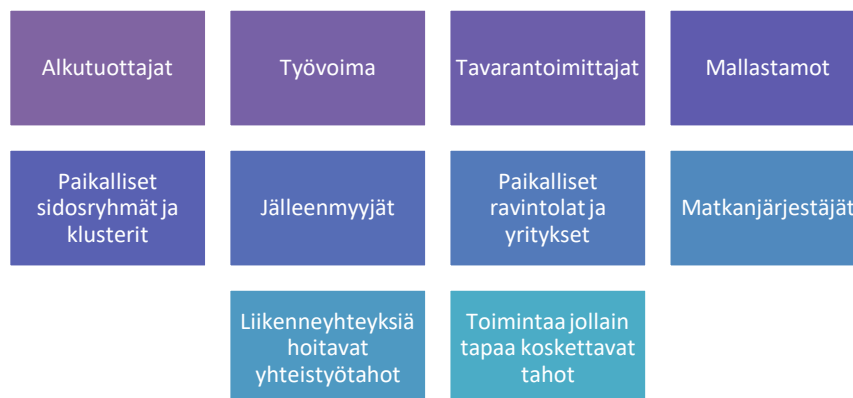 Alkutuottajat
Työvoima
Tavarantoimittajat
Mallastamot
Paikalliset
sidosryhmät ja
klusterit
Jälleenmyyjät
Paikalliset
ravintolat ja
yritykset
Matkanjärjestäjät
Liikenneyhteyksiä
hoitavat
yhteistyötahot
Toimintaa jollain
tapaa koskettavat
tahot